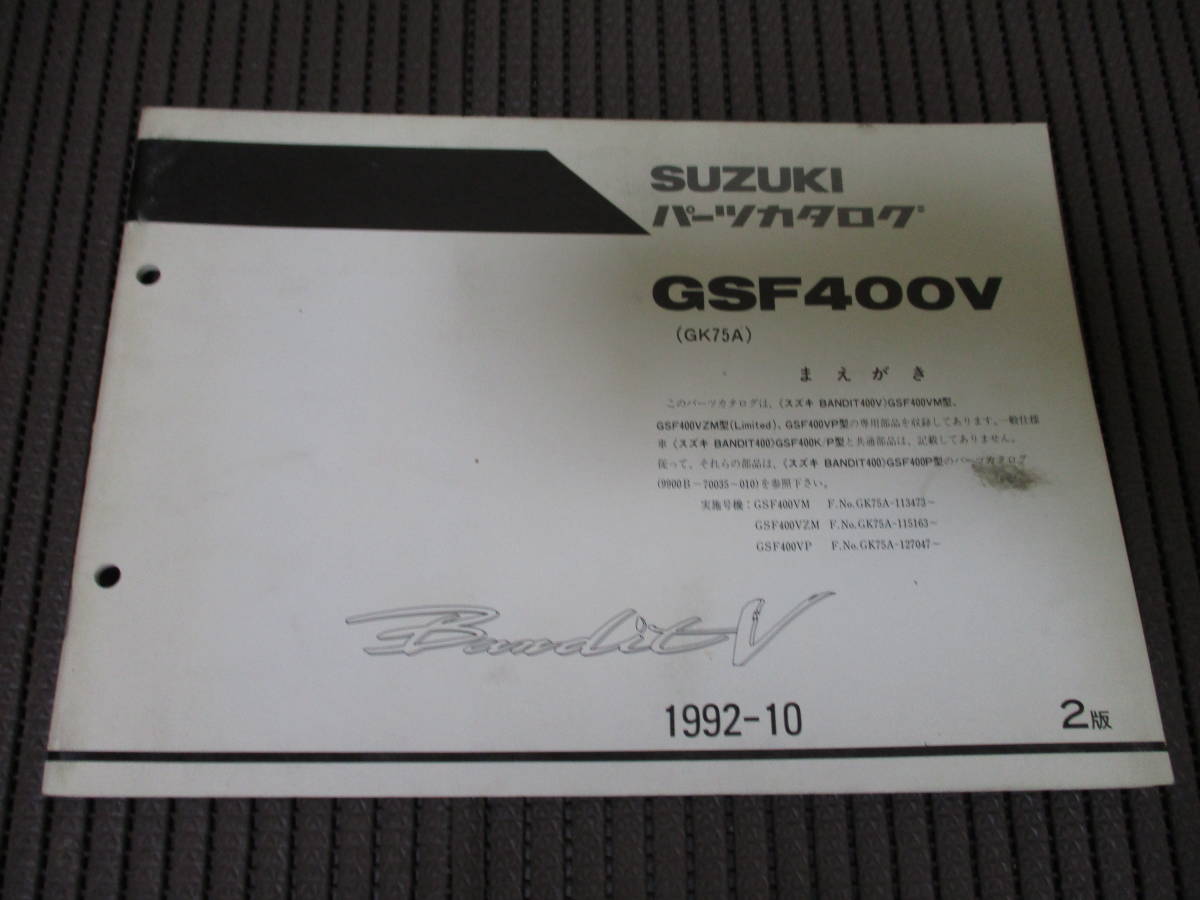 SUZUKI
パーツカタログ
GSF400V
(GK75A)
まえがき
このパーツカタログは、(スズキ BANDIT400V)GSF400VM型、
GSF400VZM型(Limited)、GSF400VP型の専用部品を収録してあります。一般仕様
車(スズキ BANDIT400)GSF400K/P型と共通部品は、記載してありません。
従って、それらの部品は、(スズキ BANDIT400)GSF400P型のパーツカタログ
(9900B-70035-010)を参照下さい。
実施号機:GSF400VM F.No.GK75A-113473~
GSF400VZM F.No.GK75A-115163~
GSF400VP F.No.GK75A-127047~
Bandit V
1992-10
2版